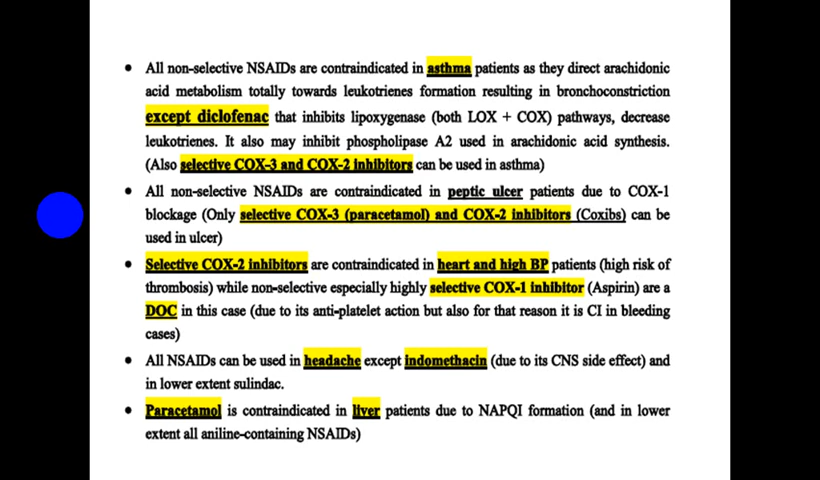 • All non-selective NSAIDs are contraindicated in asthma patients as they direct arachidonic
acid metabolism totally towards leukotrienes formation resulting in bronchoconstriction
except diclofenac that inhibits lipoxygenase (both LOX + COX) pathways, decrease
leukotrienes. It also may inhibit phospholipase A2 used in arachidonic acid synthesis.
(Also selective COX-3 and COX-2 inhibitors can be used in asthma)
• All non-selective NSAIDs are contraindicated in peptic ulcer patients due to COX-1
blockage (Only selective COX-3 (paracetamol) and COX-2 inhibitors (Coxibs) can be
used in ulcer)
• Selective COX-2 inhibitors are contraindicated in heart and high BP patients (high risk of
thrombosis) while non-selective especially highly selective COX-1 inhibitor (Aspirin) are a
DOC in this case (due to its anti-platelet action but also for that reason it is CI in bleeding
cases)
• All NSAIDs can be used in headache except indomethacin (due to its CNS side effect) and
in lower extent sulindac.
• Paracetamol is contraindicated in liver patients due to NAPQI formation (and in lower
extent all aniline-containing NSAIDs)